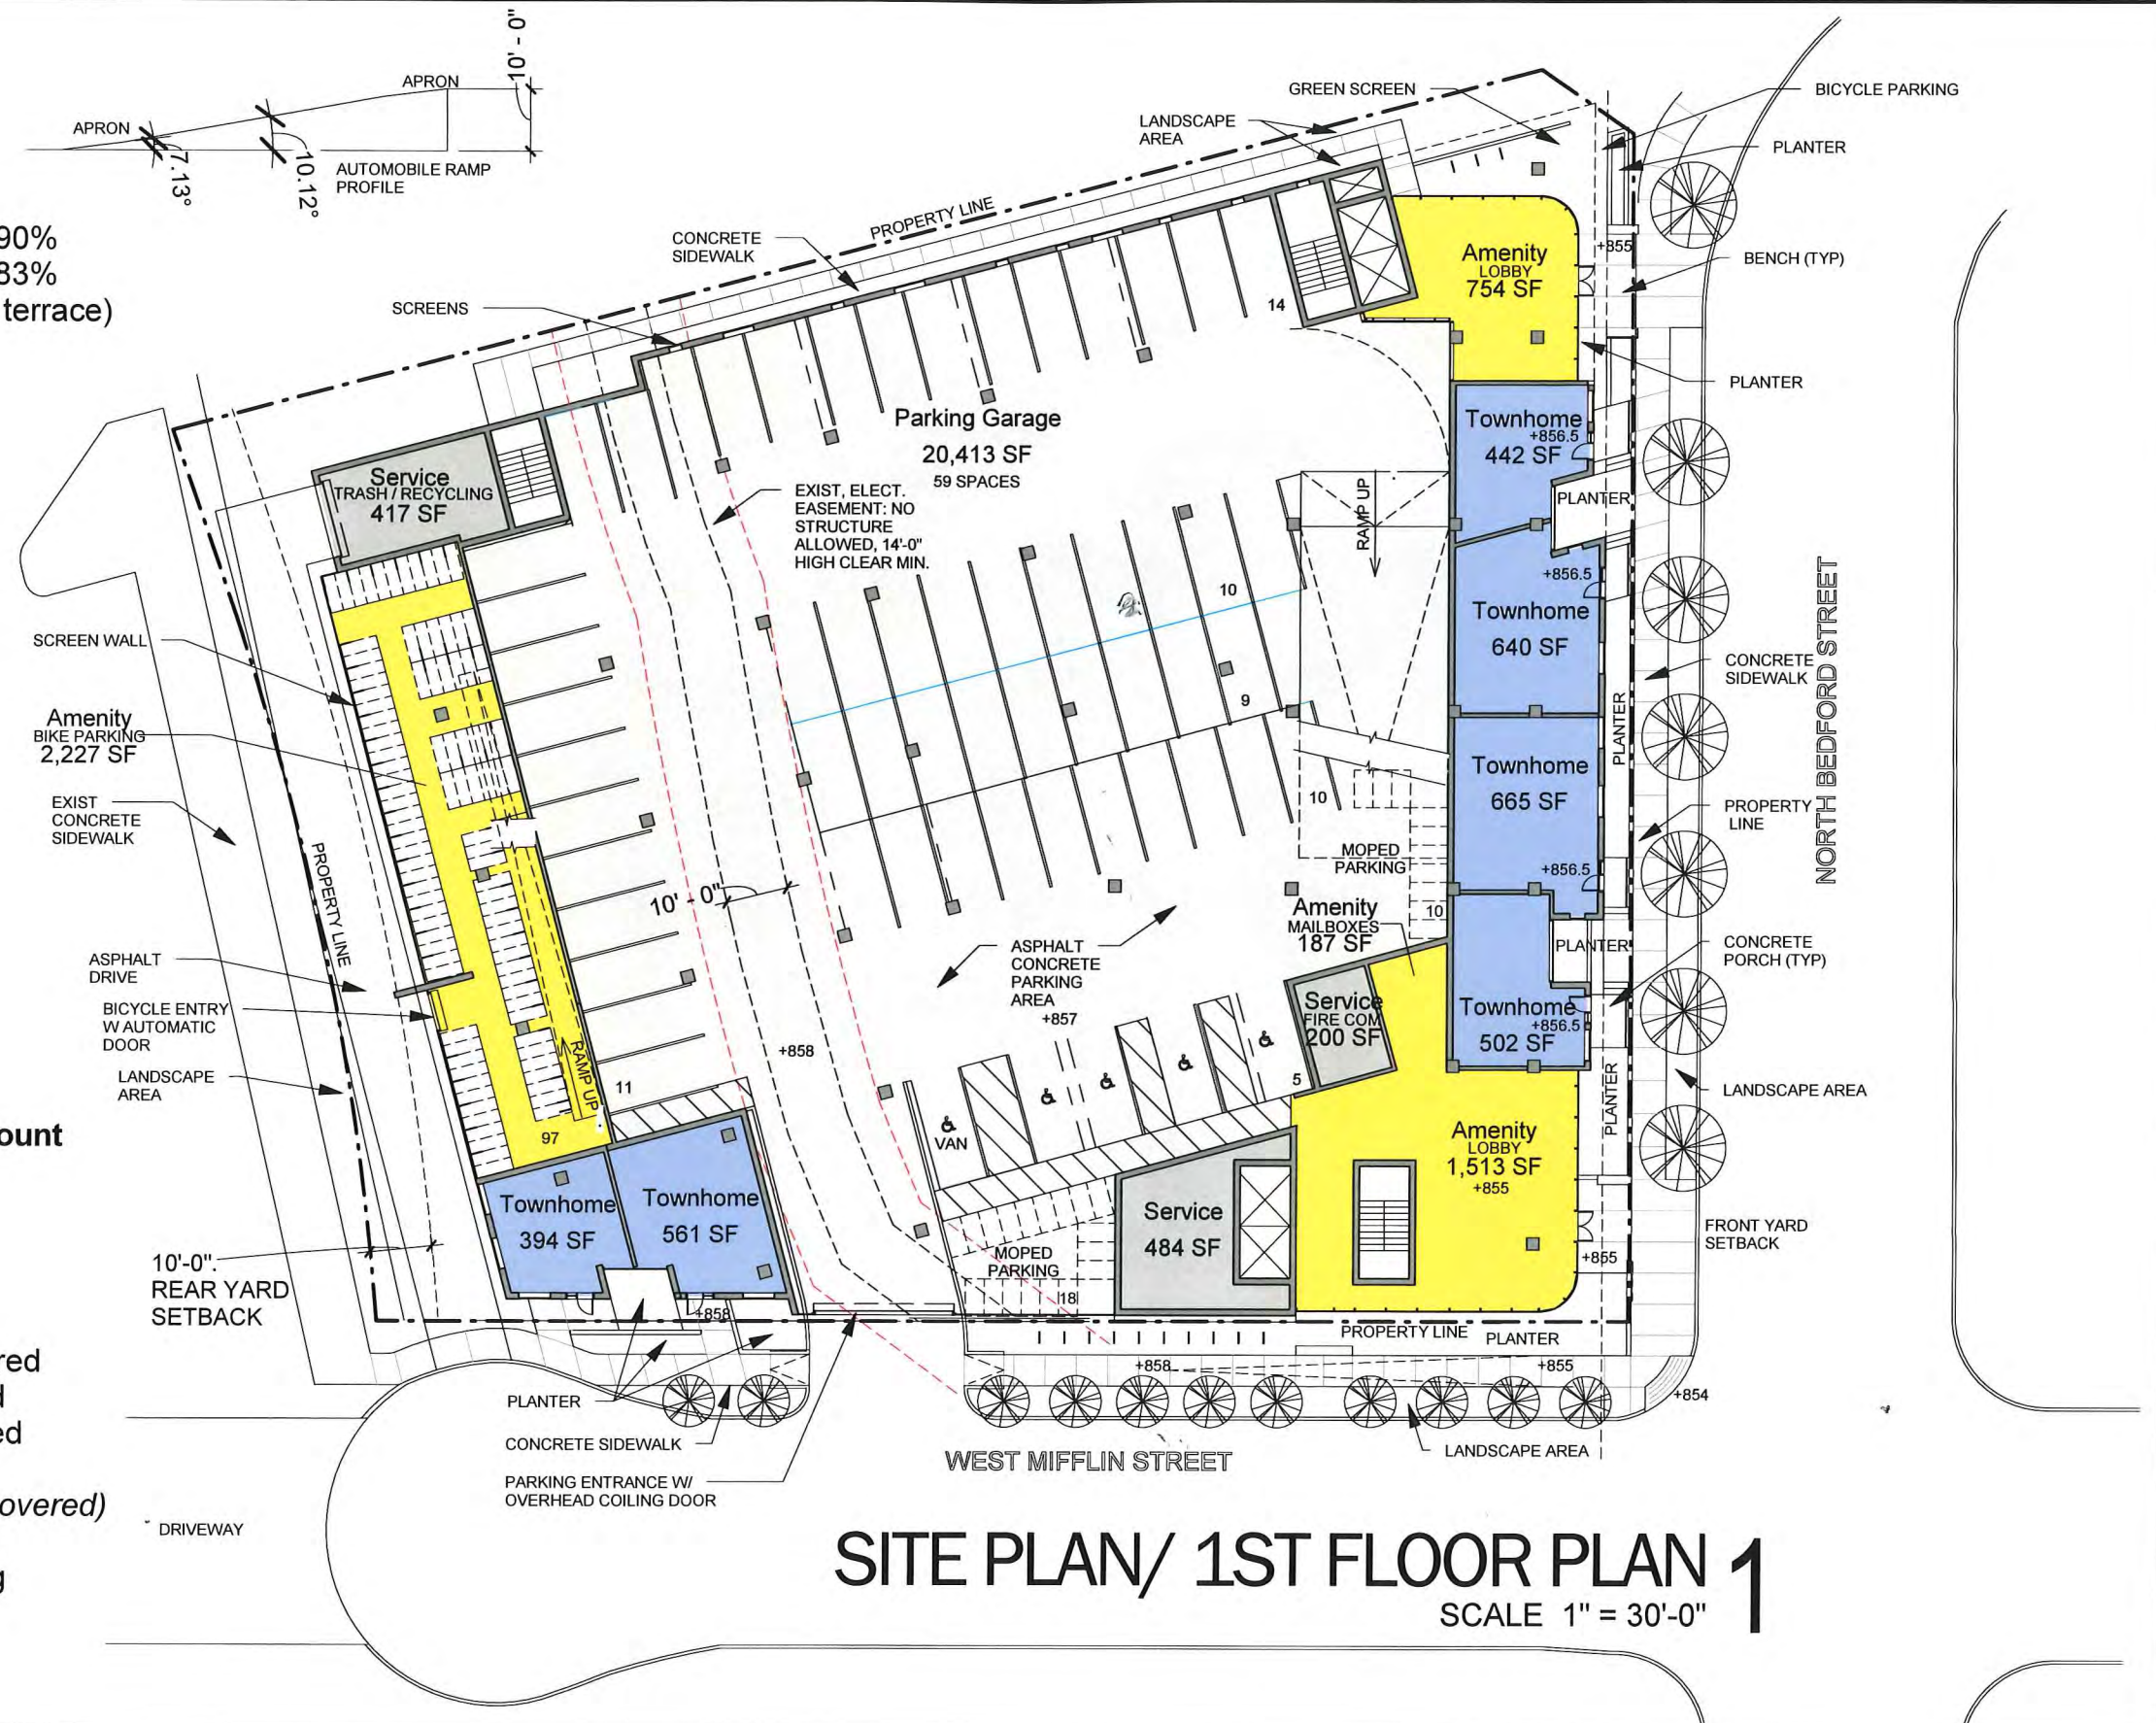 10' - 0"
APRON
APRON
7.13°
10.12°
AUTOMOBILE RAMP
PROFILE
90%
83%
terrace)
GREEN SCREEN
BICYCLE PARKING
LANDSCAPE
AREA
PLANTER
PROPERTY LINE
CONCRETE
SIDEWALK
Amenity
LOBBY
754 SF
+855
BENCH (TYP)
SCREENS
14
PLANTER
Parking Garage
20,413 SF
59 SPACES
Townhome
+856.5
442 SF
Service
TRASH / RECYCLING
417 SF
EXIST, ELECT.
EASEMENT: NO
STRUCTURE
ALLOWED, 14'-0"
HIGH CLEAR MIN.
RAMP UP
PLANTER
+856.5
10
Townhome
640 SF
SCREEN WALL
CONCRETE
SIDEWALK
NORTH BEDFORD STREET
9
Amenity
BIKE PARKING
2,227 SF
PLANTER
Townhome
665 SF
EXIST
CONCRETE
SIDEWALK
10
PROPERTY
LINE
PROPERTY LINE
MOPED
PARKING
+856.5
10' - 0"
Amenity
MAILBOXES
187 SF
10
ASPHALT
CONCRETE
PARKING
AREA
+857
PLANTER
CONCRETE
PORCH (TYP)
ASPHALT
DRIVE
BICYCLE ENTRY
W AUTOMATIC
DOOR
Service
FIRE COM
200 SF
Townhome
+856.5
502 SF
+858
RAMP UP
LANDSCAPE
AREA
11
5
PLANTER
LANDSCAPE AREA
VAN
97
ount
Amenity
LOBBY
1,513 SF
+855
Townhome
394 SF
Townhome
561 SF
Service
484 SF
FRONT YARD
SETBACK
10'-0".
REAR YARD
SETBACK
MOPED
PARKING
18
+855
+858
PROPERTY LINE
PLANTER
red
d
ed
overed)
g
+858
+855
+854
PLANTER
CONCRETE SIDEWALK
WEST MIFFLIN STREET
LANDSCAPE AREA
PARKING ENTRANCE W/
OVERHEAD COILING DOOR
DRIVEWAY
SITE PLAN/ 1ST FLOOR PLAN 1
SCALE 1" = 30'-0"